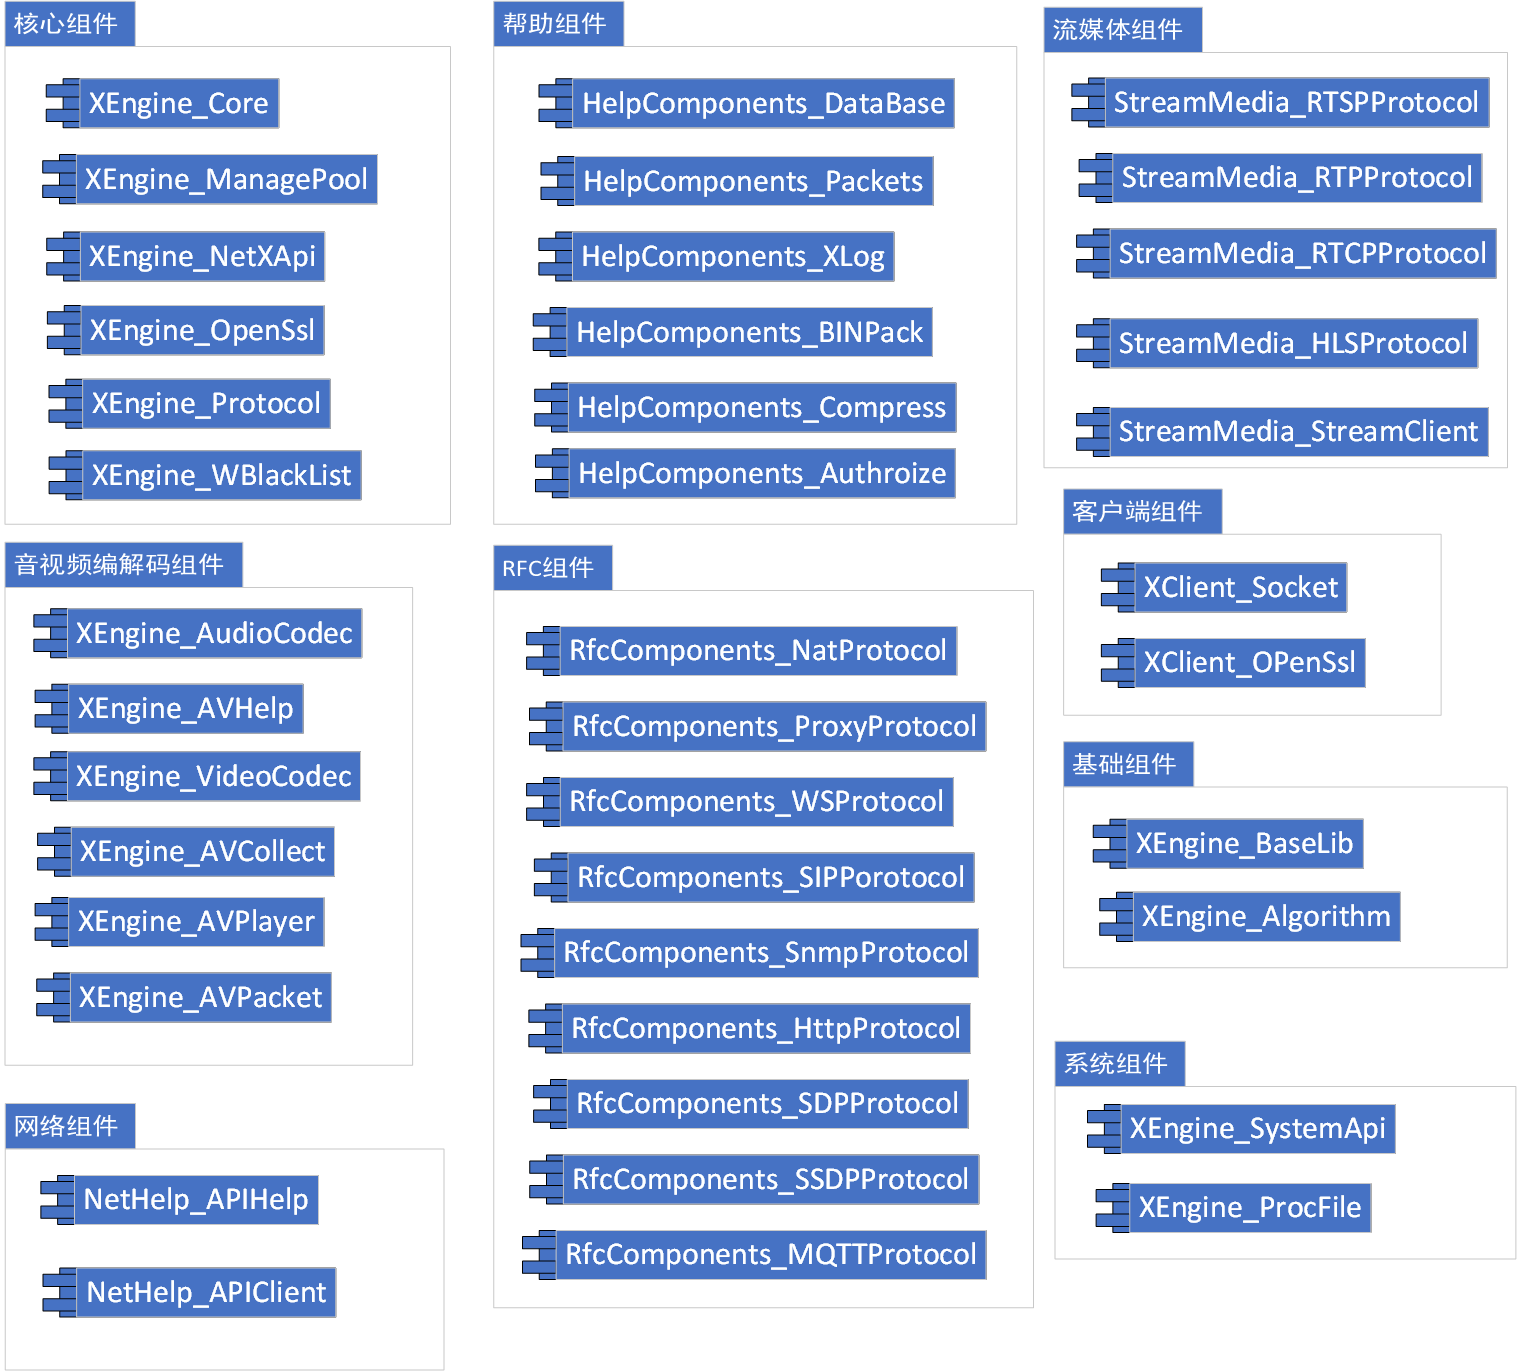 核心组件
XEngine_Core
XEngine_ManagePool
XEngine_NetXApi
XEngine_OpenSsl
XEngine_Protocol
XEngine_WBlackList
帮助组件
HelpComponents_DataBase
HelpComponents_Packets
HelpComponents_XLog
HelpComponents_BINPack
HelpComponents_Compress
HelpComponents_Authroize
流媒体组件
StreamMedia_RTSPProtocol
StreamMedia_RTPProtocol
StreamMedia_RTCPProtocol
StreamMedia_HLSProtocol
StreamMedia_StreamClient
音视频编解码组件
XEngine_AudioCodec
XEngine_AVHelp
XEngine_VideoCodec
XEngine_AVCollect
XEngine_AVPlayer
XEngine_AVPacket
RFC组件
RfcComponents_NatProtocol
RfcComponents_ProxyProtocol
RfcComponents_WSProtocol
RfcComponents_SIPPorotocol
RfcComponents_SnmpProtocol
RfcComponents_HttpProtocol
RfcComponents_SDPProtocol
RfcComponents_SSDPProtocol
RfcComponents_MQTTProtocol
客户端组件
XClient_Socket
XClient_OPenSsl
基础组件
XEngine_BaseLib
XEngine_Algorithm
网络组件
NetHelp_APIHelp
NetHelp_APIClient
系统组件
XEngine_SystemApi
XEngine_ProcFile